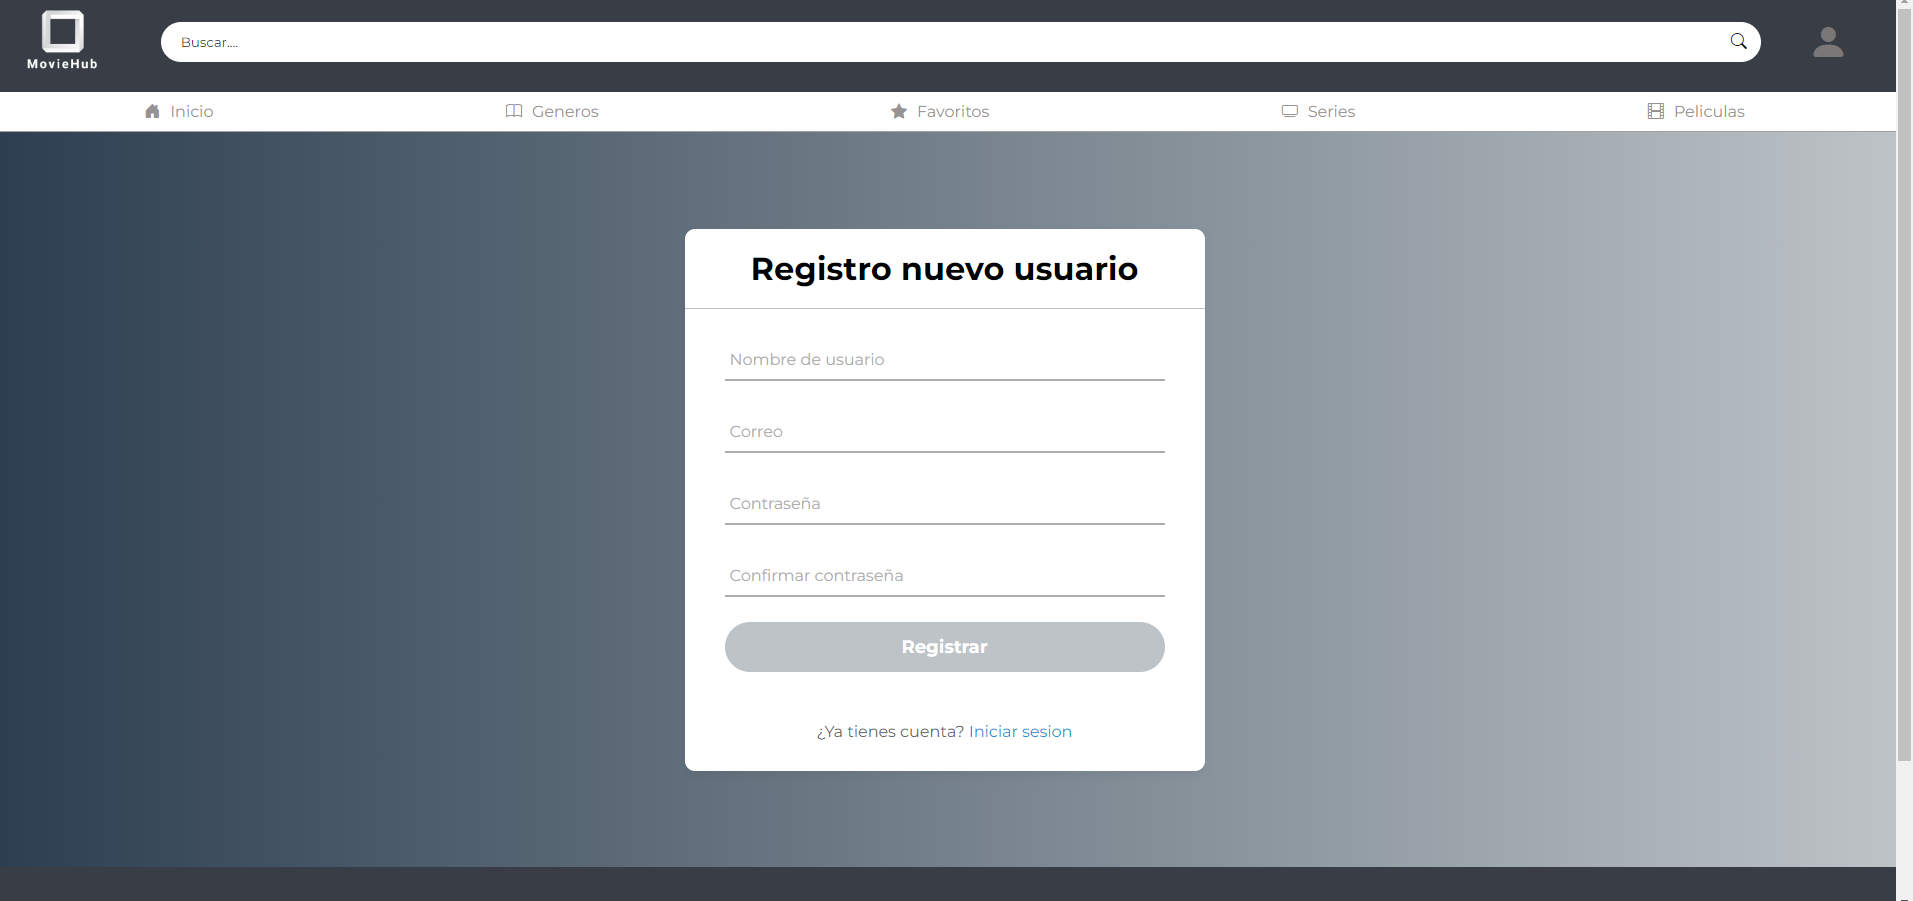 MovieHub
Buscar....
Inicio
Generos
Favoritos
Series
Peliculas
Registro nuevo usuario
Nombre de usuario
Correo
Contraseña
Confirmar contraseña
Registrar
¿Ya tienes cuenta? Iniciar sesion